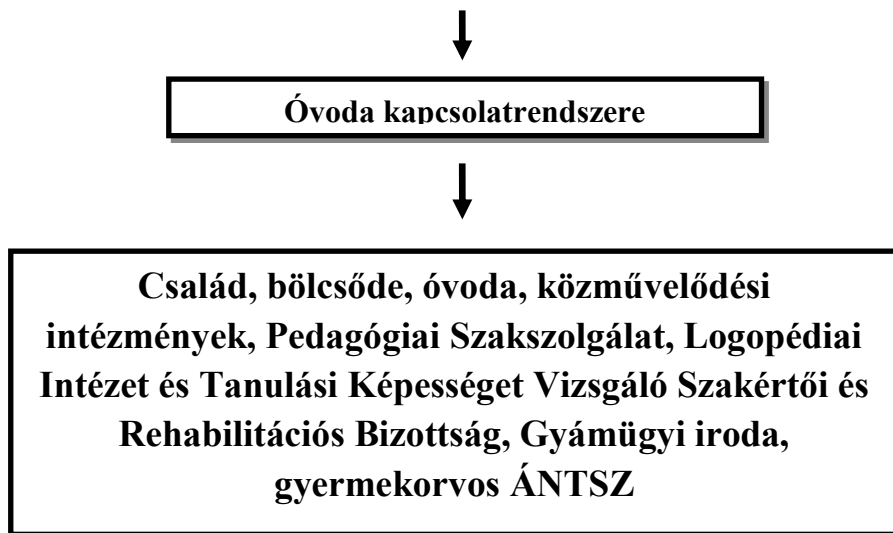 Óvoda kapcsolatrendszere
Család, bölcsőde, óvoda, közművelődési
intézmények, Pedagógiai Szakszolgálat, Logopédiai
Intézet és Tanulási Képességet Vizsgáló Szakértői és
Rehabilitációs Bizottság, Gyámügyi iroda,
gyermekorvos ÁNTSZ